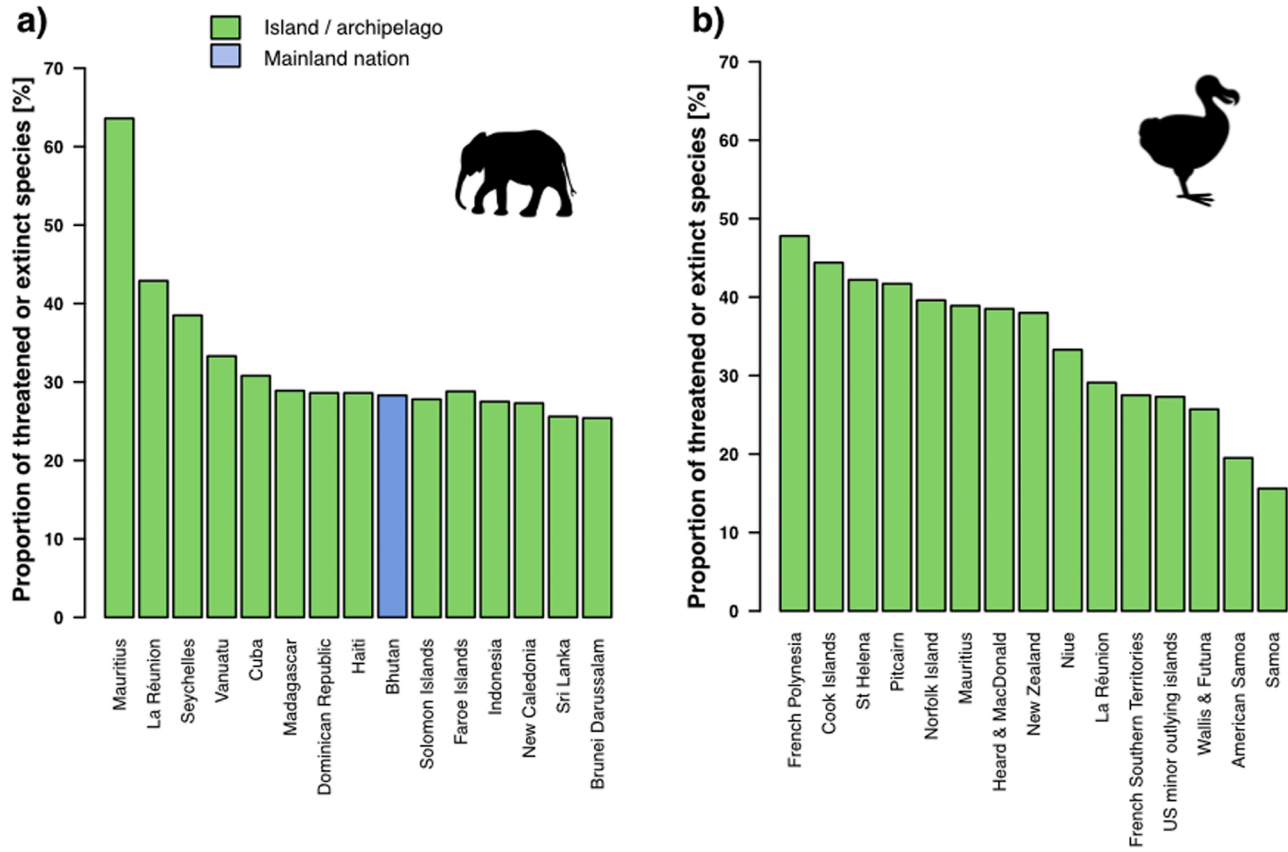 a)
Island / archipelago
Mainland nation
Proportion of threatened or extinct species [%]
70
60
50
40
30
20
10
0
Mauritius
La Réunion
Seychelles
Vanuatu
Cuba
Madagascar
Dominican Republic
Haiti
Bhutan
Solomon Islands
Faroe Islands
Indonesia
New Caledonia
Sri Lanka
Brunei Darussalam
b)
Proportion of threatened or extinct species [%]
70
60
50
40
30
20
10
0
French Polynesia
Cook Islands
St Helena
Pitcairn
Norfolk Island
Mauritius
Heard & MacDonald
New Zealand
Niue
La Réunion
French Southern Territories
US minor outlying islands
Wallis & Futuna
American Samoa
Samoa